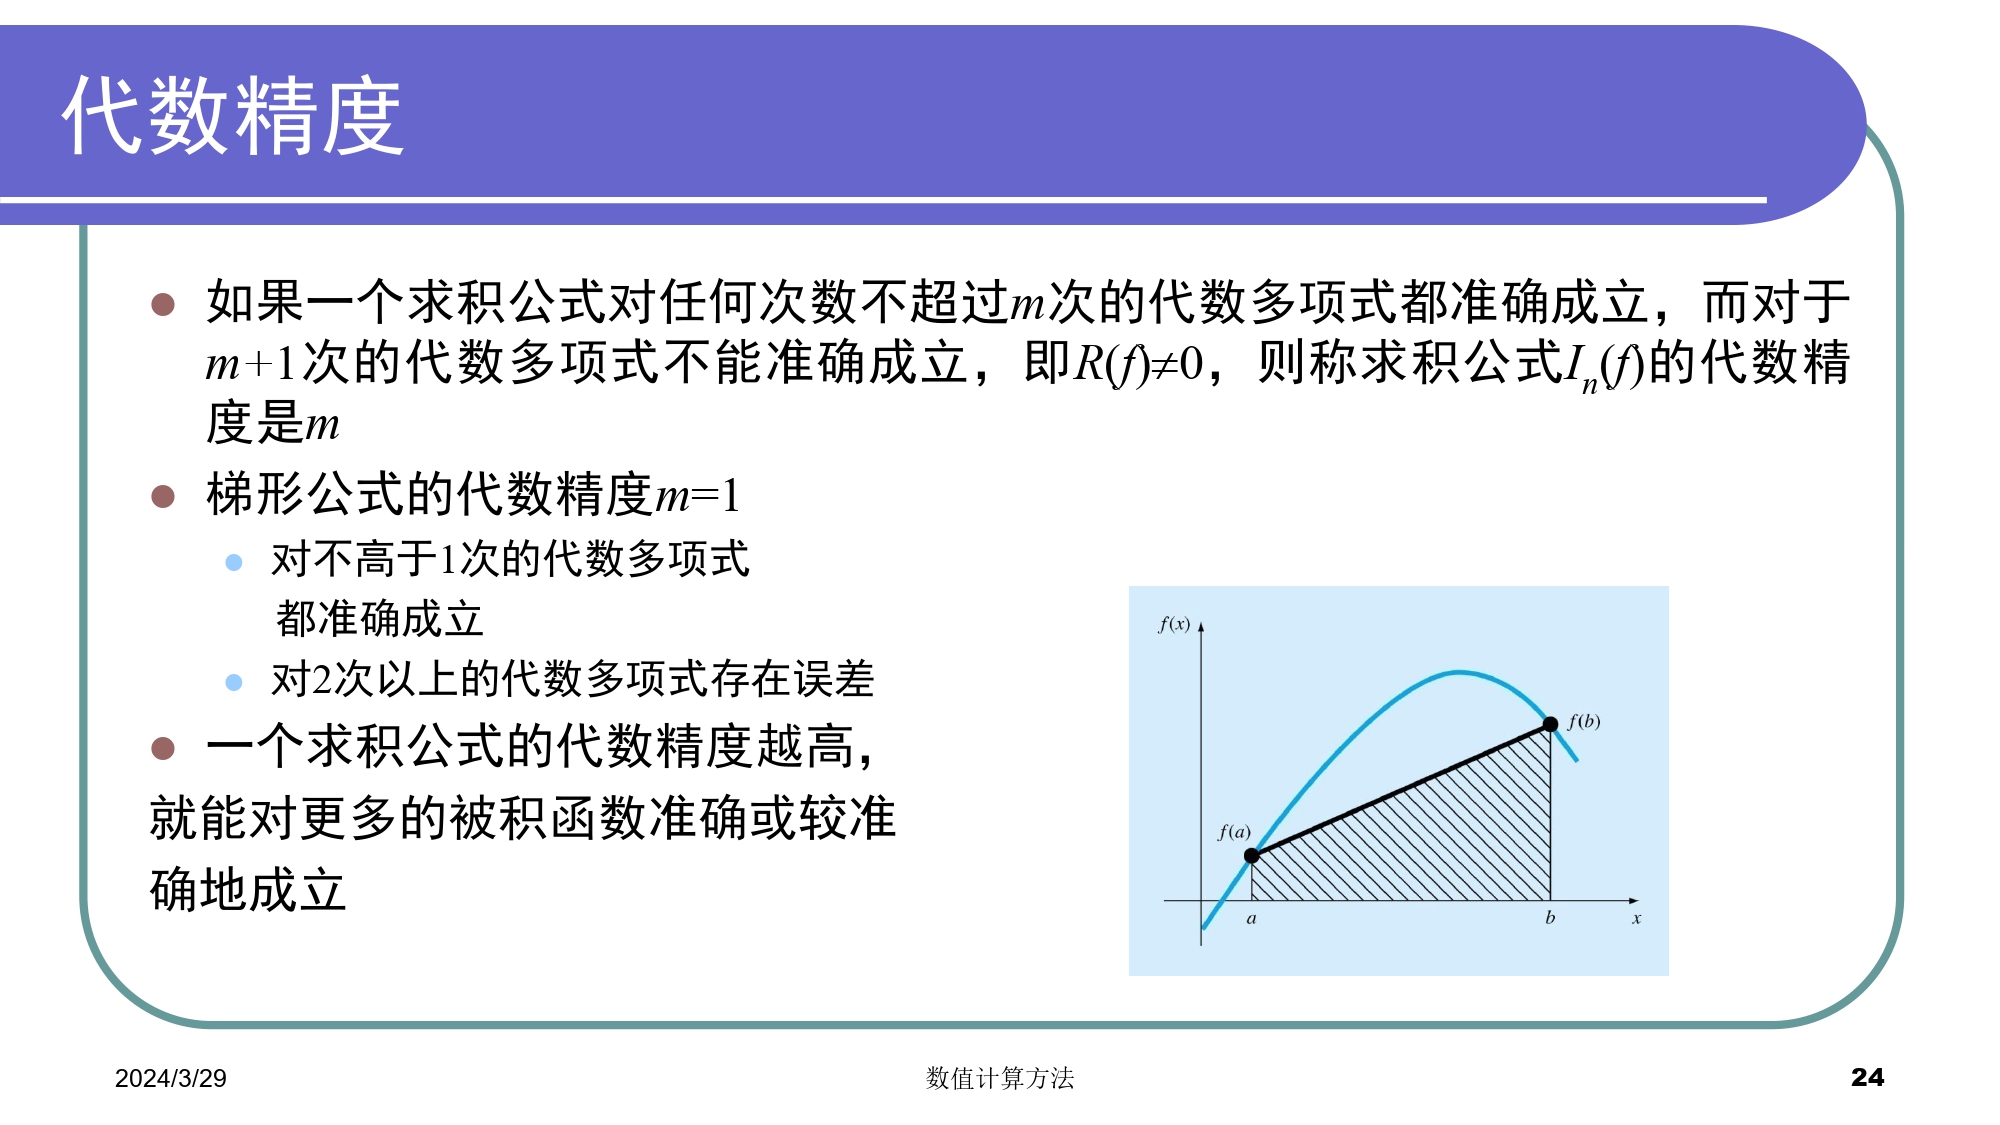 代数精度
如果一个求积公式对任何次数不超过m次的代数多项式都准确成立，而对于
m+1次的代数多项式不能准确成立，即R(f)≠0，则称求积公式Iₙ(f)的代数精
度是m
梯形公式的代数精度m=1
对不高于1次的代数多项式
都准确成立
对2次以上的代数多项式存在误差
一个求积公式的代数精度越高，
就能对更多的被积函数准确或较准
确地成立
f(x)
f(b)
f(a)
a
b
x
2024/3/29
数值计算方法
24